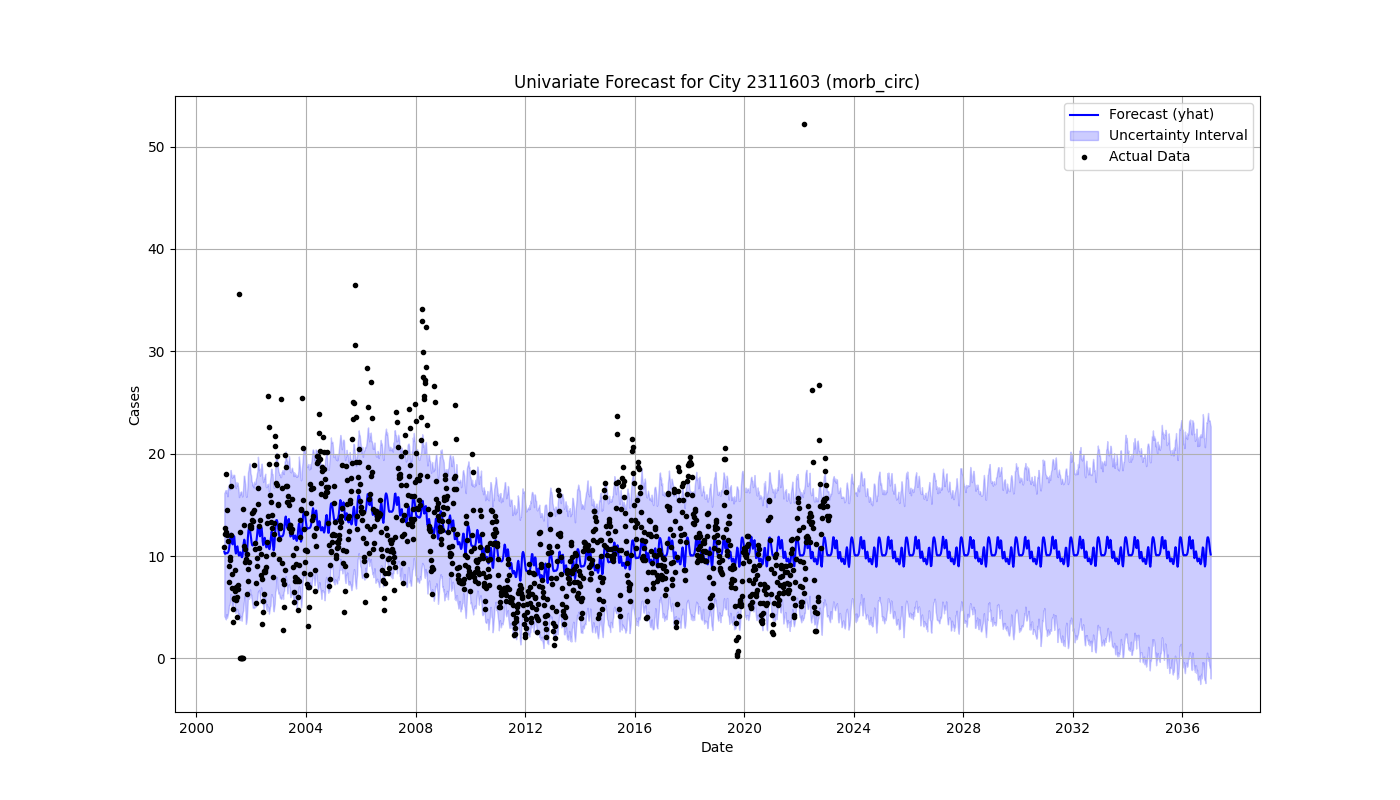 Univariate Forecast for City 2311603 (morb_circ)
Forecast (yhat)
Uncertainty Interval
Actual Data
Cases
50
40
30
20
10
0
2000 2004 2008 2012 2016 2020 2024 2028 2032 2036
Date